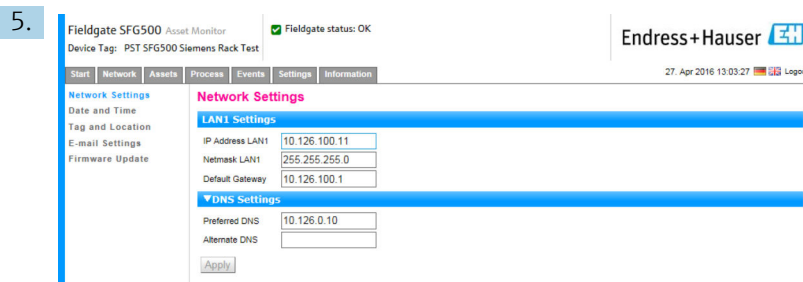 5.
Fieldgate SFG500 Asset Monitor
Fieldgate status: OK
Device Tag: PST SFG500 Siemens Rack Test
Endress+Hauser EH
Start Network Assets Process Events Settings Information
27. Apr 2016 13:03:27
Network Settings
Date and Time
Tag and Location
E-mail Settings
Firmware Update
Network Settings
LAN1 Settings
IP Address LAN1 10.126.100.11
Netmask LAN1 255.255.255.0
Default Gateway 10.126.100.1
▼DNS Settings
Preferred DNS 10.126.0.10
Alternate DNS
Apply